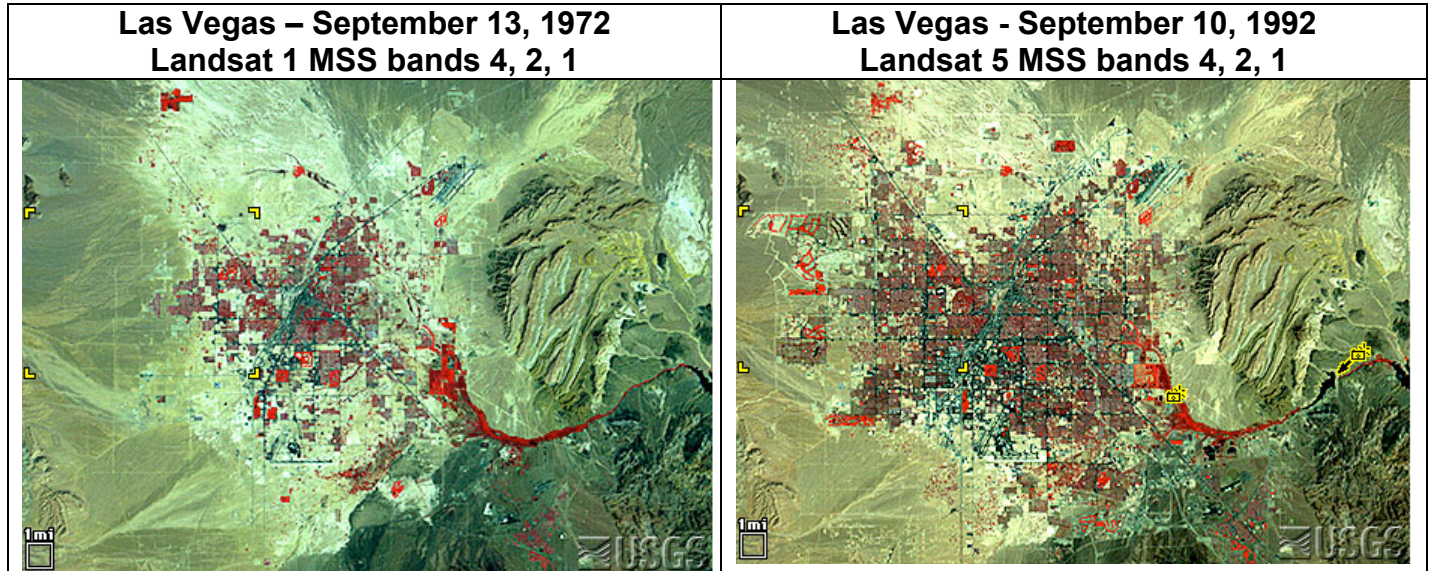 Las Vegas – September 13, 1972
Landsat 1 MSS bands 4, 2, 1
Las Vegas - September 10, 1992
Landsat 5 MSS bands 4, 2, 1
1mi
USGS
1mi
USGS